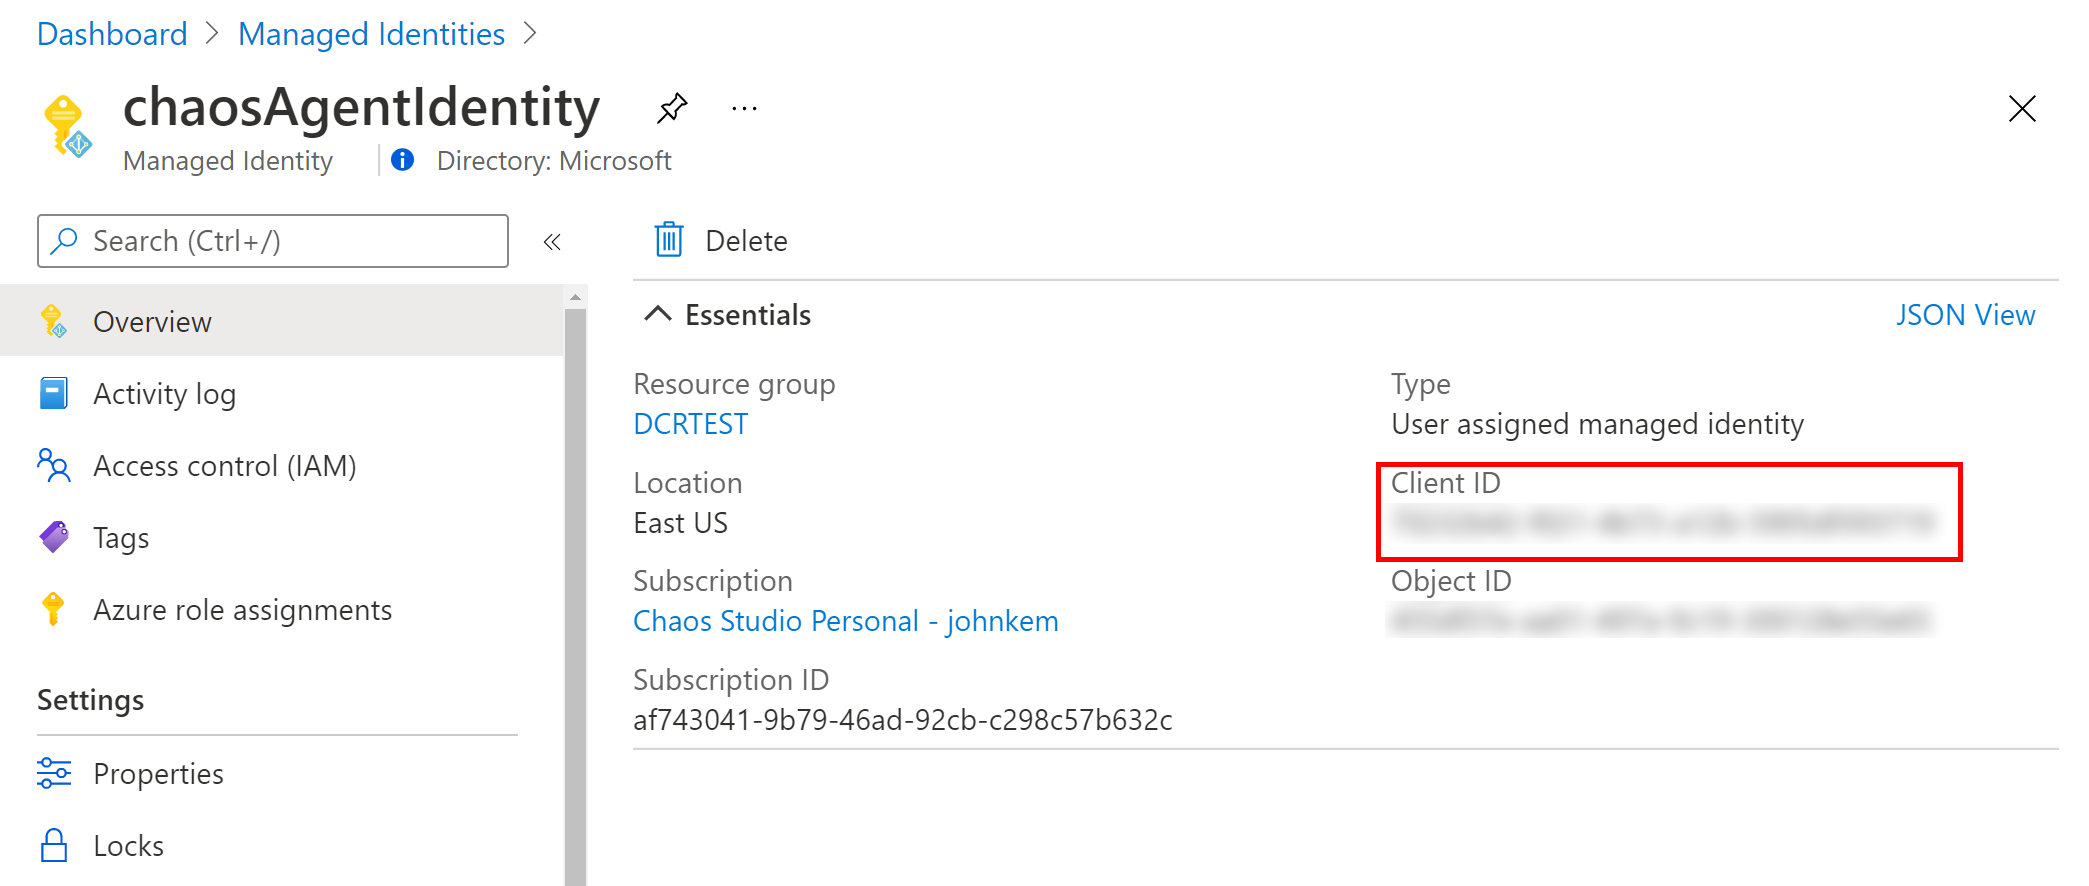 Dashboard > Managed Identities >
chaosAgentIdentity
Managed Identity
Directory: Microsoft
Search (Ctrl+/)
«
Overview
Activity log
Access control (IAM)
Tags
Azure role assignments
Settings
Properties
Locks
Delete
Essentials
JSON View
Resource group
DCRTEST
Location
East US
Subscription
Chaos Studio Personal - johnkem
Subscription ID
af743041-9b79-46ad-92cb-c298c57b632c
Type
User assigned managed identity
Client ID
Object ID